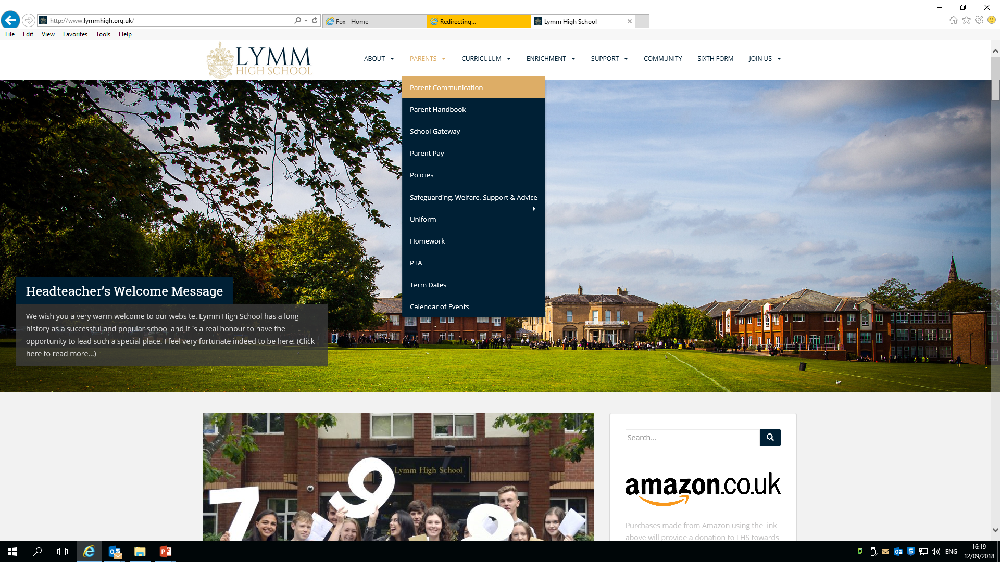 http://www.lymmhigh.org.uk/
Fox - Home
Redirecting...
Lymm High School
File Edit View Favorites Tools Help
LYMM
HIGH SCHOOL
ABOUT PARENTS CURRICULUM ENRICHMENT SUPPORT COMMUNITY SIXTH FORM JOIN US
Parent Communication
Parent Handbook
School Gateway
Parent Pay
Policies
Safeguarding, Welfare, Support & Advice
Uniform
Homework
PTA
Term Dates
Calendar of Events
Headteacher's Welcome Message
We wish you a very warm welcome to our website. Lymm High School has a long
history as a successful and popular school and it is a real honour to have the
opportunity to lead such a special place. I feel very fortunate indeed to be here. (Click
here to read more...)
Lymm High School
7 9 8
Search...
amazon.co.uk
Purchases made from Amazon using the link
above will provide a donation to LHS towards
ENG
16:19
12/09/2018